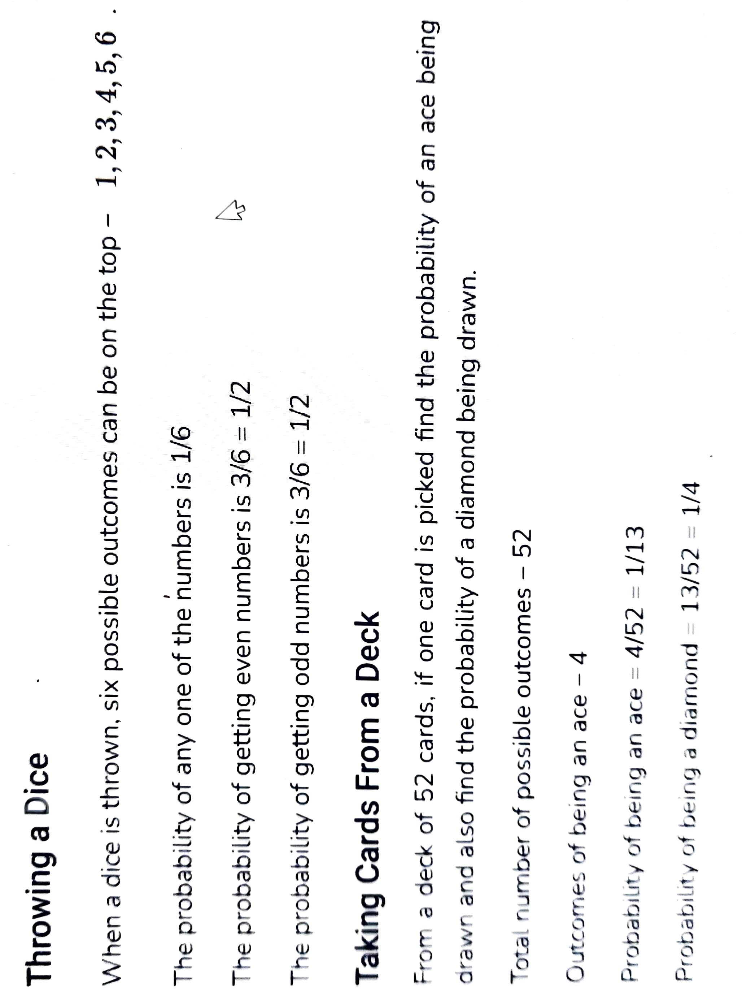 Throwing a Dice
When a dice is thrown, six possible outcomes can be on the top – 1, 2, 3, 4, 5, 6 .
The probability of any one of the numbers is 1/6
The probability of getting even numbers is 3/6 = 1/2
The probability of getting odd numbers is 3/6 = 1/2
Taking Cards From a Deck
From a deck of 52 cards, if one card is picked find the probability of an ace being
drawn and also find the probability of a diamond being drawn.
Total number of possible outcomes – 52
Outcomes of being an ace – 4
Probability of being an ace = 4/52 = 1/13
Probability of being a diamond = 13/52 = 1/4